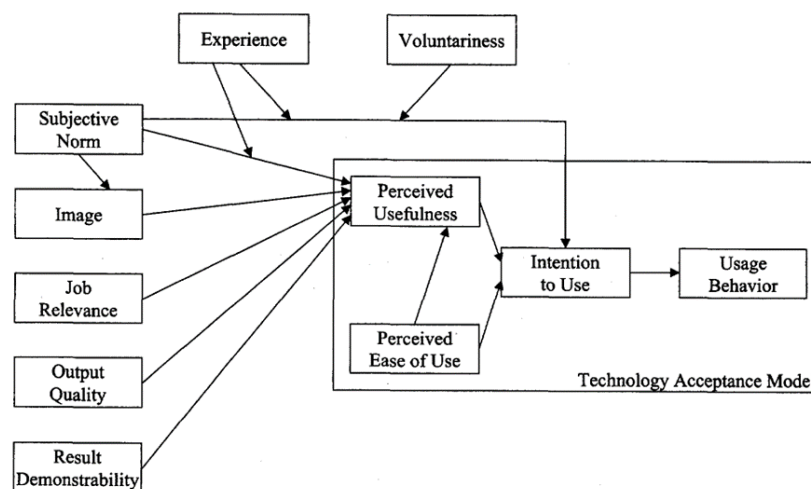 Experience
Voluntariness
Subjective
Norm
Image
Perceived
Usefulness
Job
Relevance
Intention
to Use
Usage
Behavior
Perceived
Ease of Use
Output
Quality
Technology Acceptance Mode
Result
Demonstrability